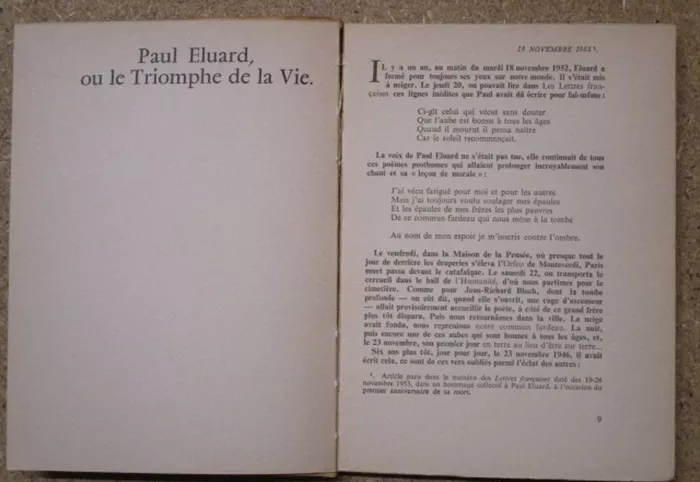 Paul Eluard,
ou le Triomphe de la Vie.
18 NOVEMBRE 1953 ¹.
IL y a un an, au matin du mardi 18 novembre 1952, Eluard a
fermé pour toujours ses yeux sur notre monde. Il s'était mis
à neiger. Le jeudi 20, on pouvait lire dans Les Lettres fran-
çaises ces lignes inédites que Paul avait dû écrire pour lui-même :
Ci-gît celui qui vécut sans douter
Que l'aube est bonne à tous les âges
Quand il mourut il pensa naître
Car le soleil recommençait.
La voix de Paul Eluard ne s'était pas tue, elle continuait de tous
ces poèmes posthumes qui allaient prolonger incroyablement son
chant et sa « leçon de morale » :
J'ai vécu fatigué pour moi et pour les autres
Mais j'ai toujours voulu soulager mes épaules
Et les épaules de mes frères les plus pauvres
De ce commun fardeau qui nous mène à la tombe
Au nom de mon espoir je m'inscris contre l'ombre.
Le vendredi, dans la Maison de la Pensée, où presque tout le
jour de derrière les draperies s'éleva l'Orfeo de Monteverdi, Paris
muet passa devant le catafalque. Le samedi 22, on transporta le
cercueil dans le hall de l'Humanité, d'où nous partîmes pour le
cimetière. Comme pour Jean-Richard Bloch, dont la tombe
profonde — on eût dit, quand elle s'ouvrit, une cage d'ascenseur
— allait provisoirement accueillir le poète, à côté de ce grand frère
plus tôt disparu. Puis nous retournâmes dans la ville. La neige
avait fondu, nous reprenions notre commun fardeau. La nuit,
puis encore une de ces aubes qui sont bonnes à tous les âges, et,
le 23 novembre, son premier jour en terre au lieu d'être sur terre...
Six ans plus tôt, jour pour jour, le 23 novembre 1946, il avait
écrit cela, ce sont de ces vers oubliés parmi l'éclat des autres :
¹. Article paru dans le numéro des Lettres françaises daté des 19-26
novembre 1953, dans un hommage collectif à Paul Eluard, à l'occasion du
premier anniversaire de sa mort.
9